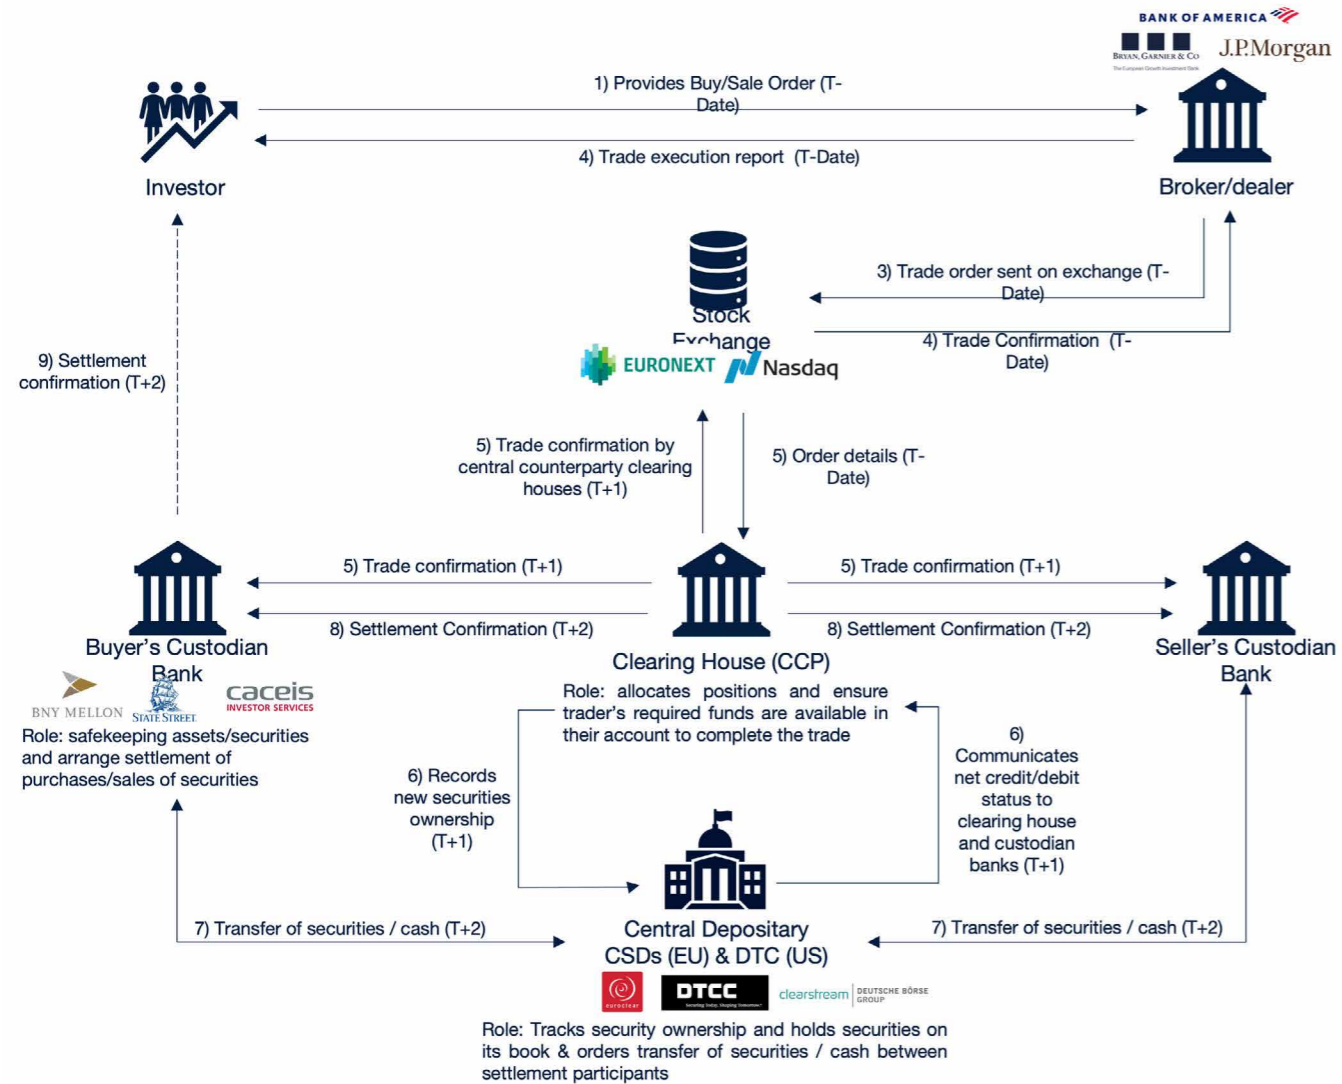 BANK OF AMERICA
BRYAN, GARNIER & CO
J.P.Morgan
The European Growth Investment Bank
1) Provides Buy/Sale Order (T-
Date)
4) Trade execution report (T-Date)
Investor
Broker/dealer
3) Trade order sent on exchange (T-
Date)
Stock
Exchange
4) Trade Confirmation (T-
Date)
EURONEXT
Nasdaq
9) Settlement
confirmation (T+2)
5) Trade confirmation by
central counterparty clearing
houses (T+1)
5) Order details (T-
Date)
5) Trade confirmation (T+1)
5) Trade confirmation (T+1)
8) Settlement Confirmation (T+2)
8) Settlement Confirmation (T+2)
Buyer's Custodian
Bank
BNY MELLON
STATE STREET.
caceis
INVESTOR SERVICES
Role: safekeeping assets/securities
and arrange settlement of
purchases/sales of securities
Clearing House (CCP)
Role: allocates positions and ensure
trader's required funds are available in
their account to complete the trade
Seller's Custodian
Bank
6) Records
new securities
ownership
(T+1)
6)
Communicates
net credit/debit
status to
clearing house
and custodian
banks (T+1)
7) Transfer of securities / cash (T+2)
7) Transfer of securities / cash (T+2)
Central Depositary
CSDs (EU) & DTC (US)
euroclear
DTCC
Securing Today. Shaping Tomorrow.®
clearstream
DEUTSCHE BÖRSE
GROUP
Role: Tracks security ownership and holds securities on
its book & orders transfer of securities / cash between
settlement participants